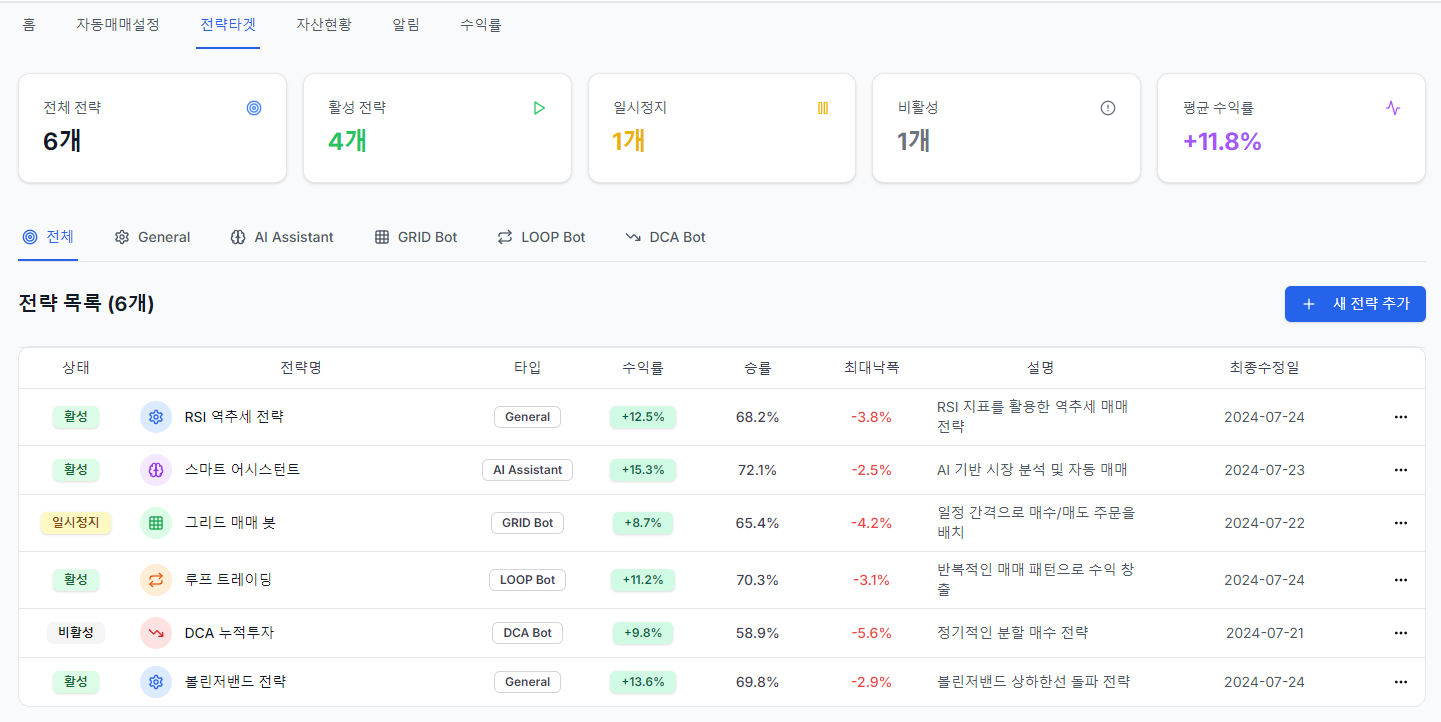 홈 자동매매설정 전략타겟 자산현황 알림 수익률
전체 전략 활성 전략 일시정지 비활성 평균 수익률
6개 4개 1개 1개 +11.8%
전체 General AI Assistant GRID Bot LOOP Bot DCA Bot
전략 목록 (6개) + 새 전략 추가
상태 전략명 타입 수익률 승률 최대낙폭 설명 최종수정일
활성 RSI 역추세 전략 General +12.5% 68.2% -3.8% RSI 지표를 활용한 역추세 매매
전략 2024-07-24 ···
활성 스마트 어시스턴트 AI Assistant +15.3% 72.1% -2.5% AI 기반 시장 분석 및 자동 매매 2024-07-23 ···
일시정지 그리드 매매 봇 GRID Bot +8.7% 65.4% -4.2% 일정 간격으로 매수/매도 주문을
배치 2024-07-22 ···
활성 루프 트레이딩 LOOP Bot +11.2% 70.3% -3.1% 반복적인 매매 패턴으로 수익 창
출 2024-07-24 ···
비활성 DCA 누적투자 DCA Bot +9.8% 58.9% -5.6% 정기적인 분할 매수 전략 2024-07-21 ···
활성 볼린저밴드 전략 General +13.6% 69.8% -2.9% 볼린저밴드 상하한선 돌파 전략 2024-07-24 ···